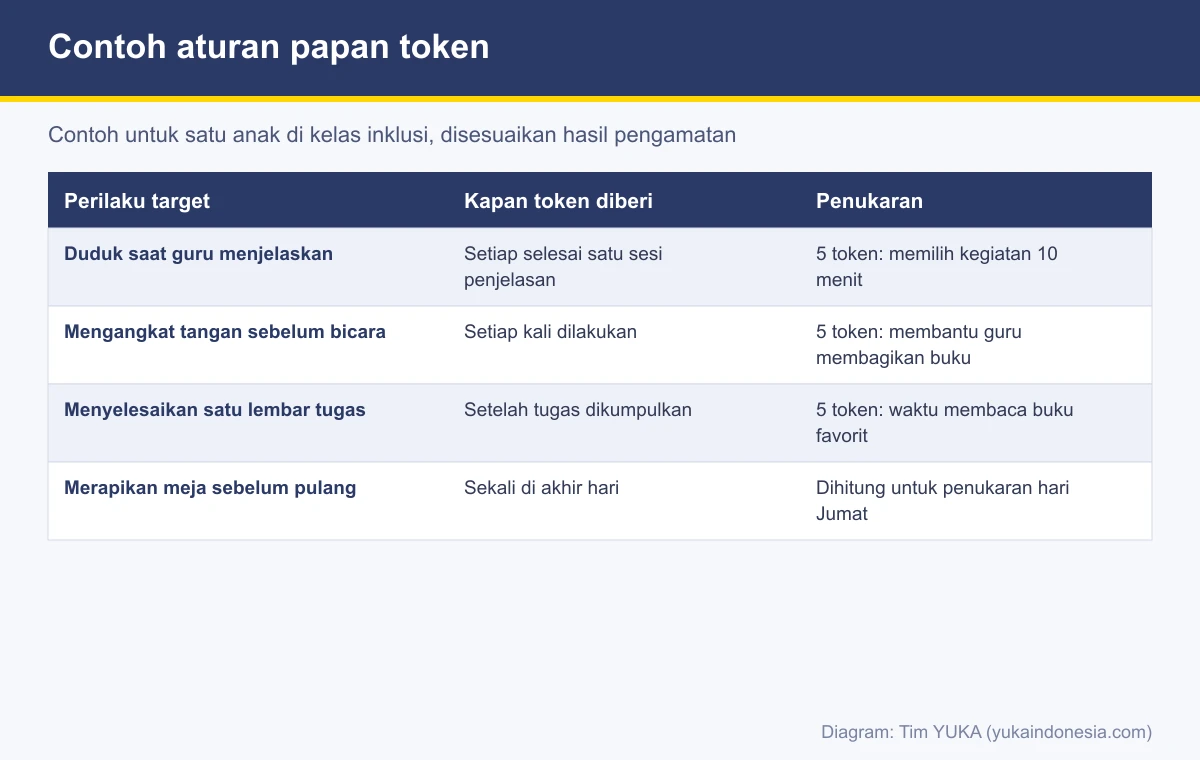 Contoh aturan papan token
Contoh untuk satu anak di kelas inklusi, disesuaikan hasil pengamatan
Perilaku target
Kapan token diberi
Penukaran
Duduk saat guru menjelaskan
Setiap selesai satu sesi
penjelasan
5 token: memilih kegiatan 10
menit
Mengangkat tangan sebelum bicara
Setiap kali dilakukan
5 token: membantu guru
membagikan buku
Menyelesaikan satu lembar tugas
Setelah tugas dikumpulkan
5 token: waktu membaca buku
favorit
Merapikan meja sebelum pulang
Sekali di akhir hari
Dihitung untuk penukaran hari
Jumat
Diagram: Tim YUKA (yukaindonesia.com)